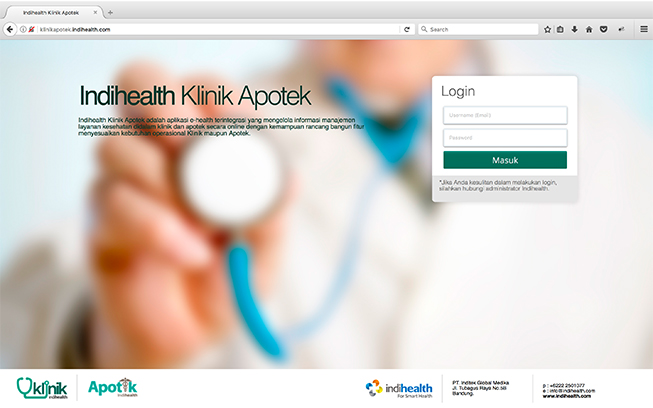 Indihealth Klinik Apotek
klinikapotek.indihealth.com
Search
Indihealth Klinik Apotek
Indihealth Klinik Apotek adalah aplikasi e-health terintegrasi yang mengelola informasi manajemen
layanan kesehatan didalam klinik dan apotek secara online dengan kemampuan rancang bangun fitur
menyesuaikan kebutuhan operasional Klinik maupun Apotek.
Login
Username (Email)
Password
Masuk
*Jika Anda kesulitan dalam melakukan login,
silahkan hubungi administrator Indihealth.
klinik
indihealth
Apotik
indihealth
indihealth
For Smart Health
PT. Inditek Global Medika
Jl. Tubagus Raya No 5B
Bandung.
p : +6222 2501377
e : info@indihealth.com
www.indihealth.com